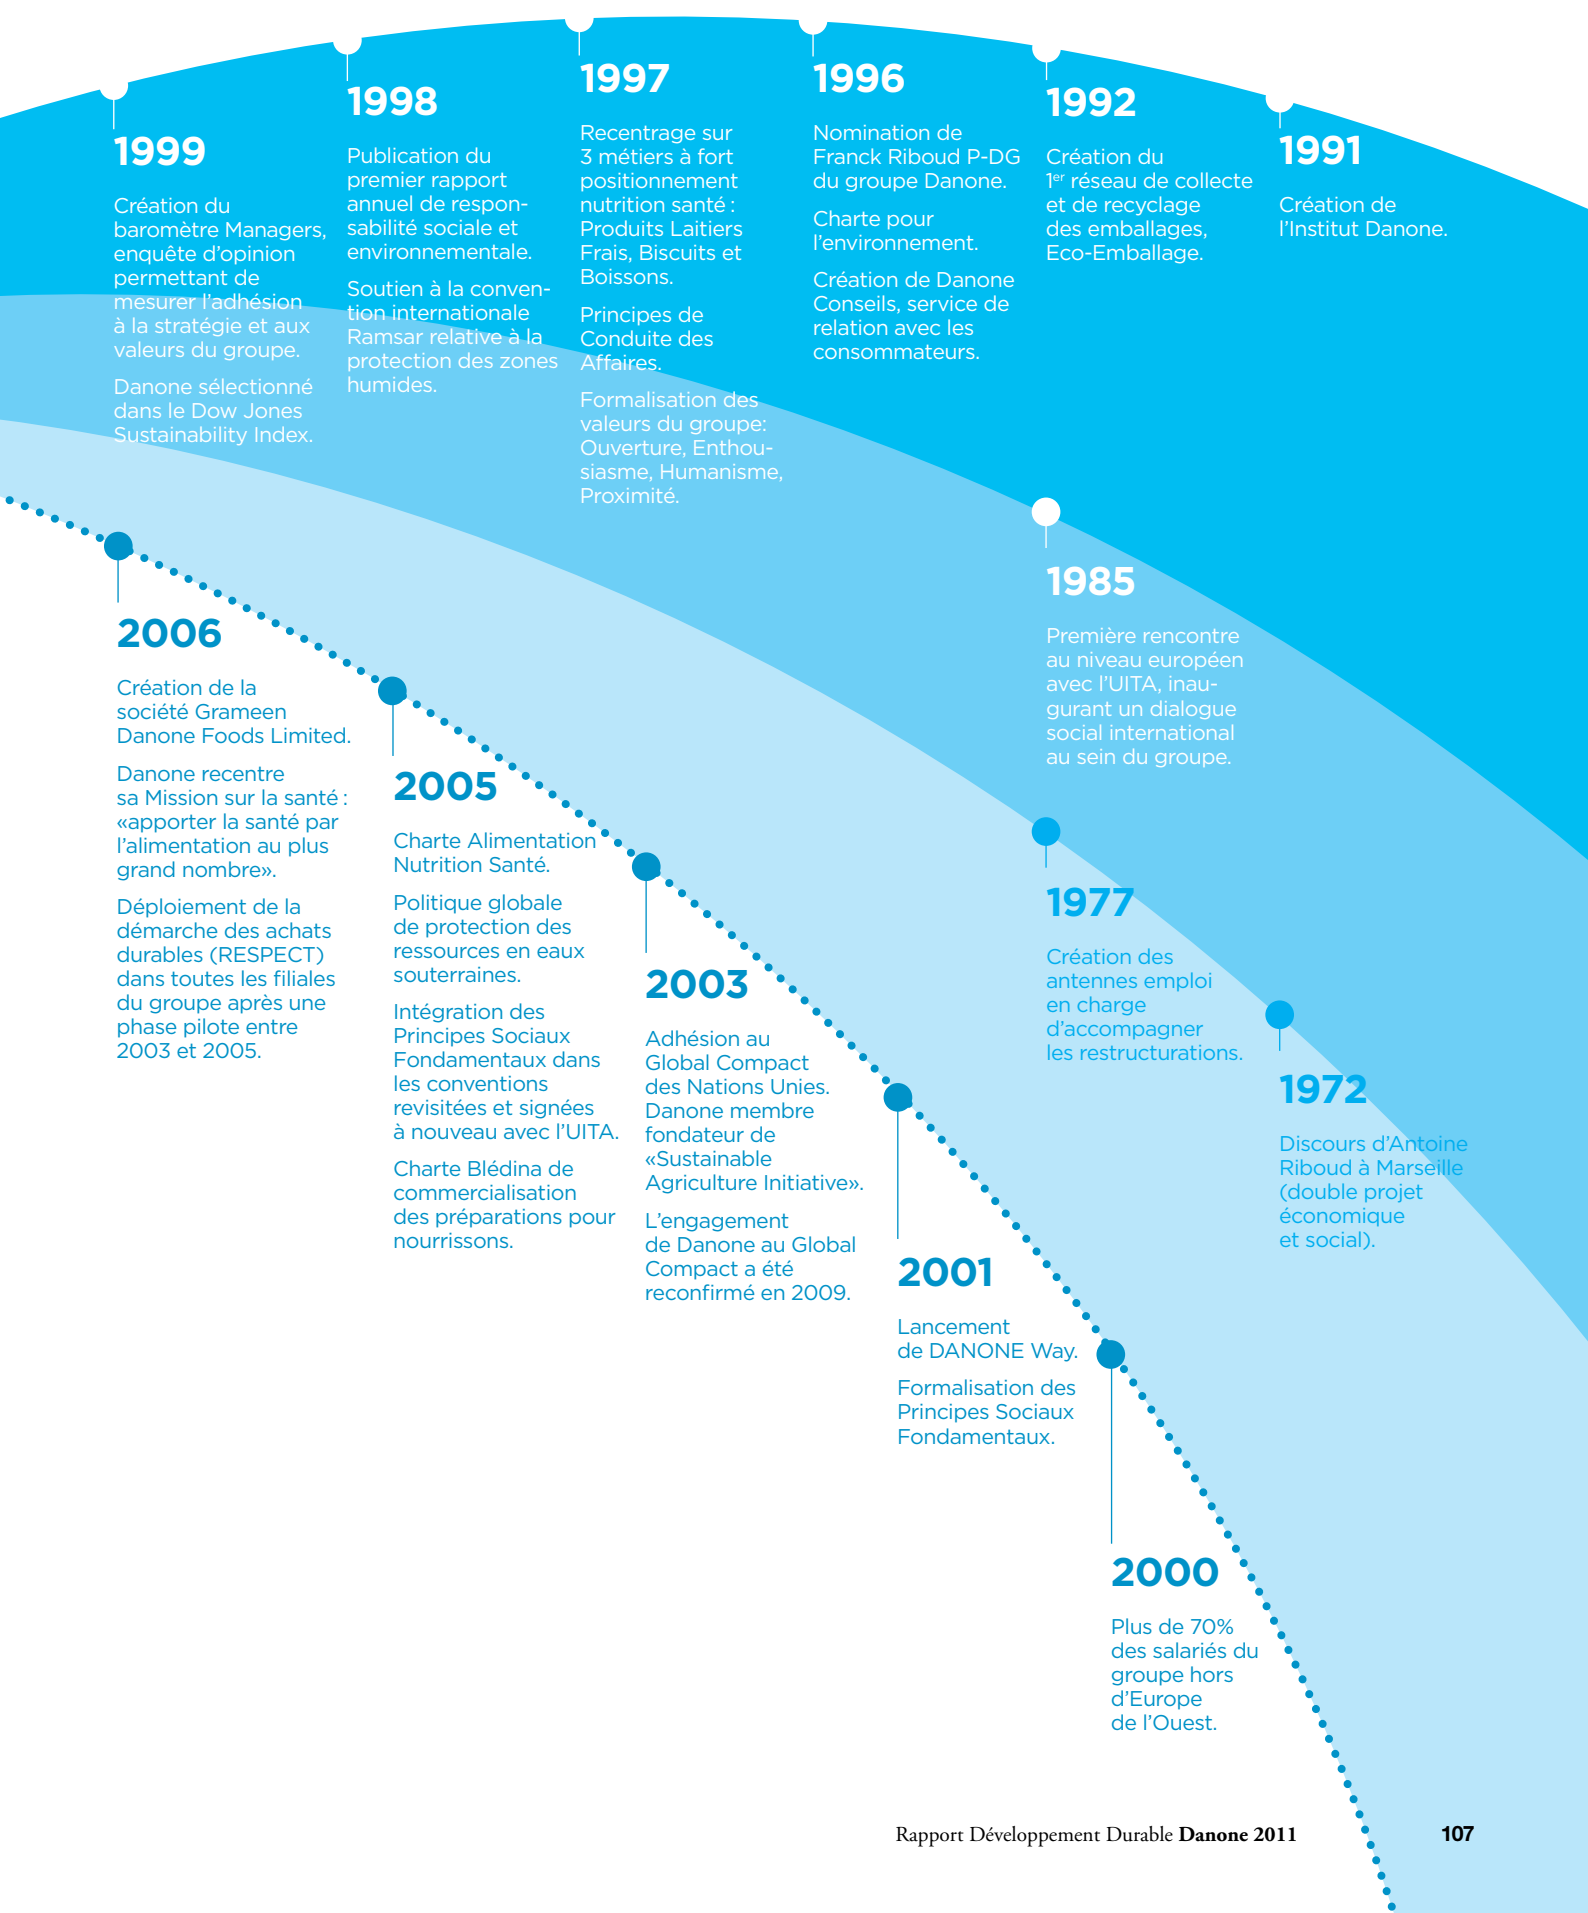 1999
Création du
baromètre Managers,
enquête d’opinion
permettant de
mesurer l’adhésion
à la stratégie et aux
valeurs du groupe.
Danone sélectionné
dans le Dow Jones
Sustainability Index.
1998
Publication du
premier rapport
annuel de respon-
sabilité sociale et
environnementale.
Soutien à la conven-
tion internationale
Ramsar relative à la
protection des zones
humides.
1997
Recentrage sur
3 métiers à fort
positionnement
nutrition santé :
Produits Laitiers
Frais, Biscuits et
Boissons.
Principes de
Conduite des
Affaires.
Formalisation des
valeurs du groupe:
Ouverture, Enthou-
siasme, Humanisme,
Proximité.
1996
Nomination de
Franck Riboud P-DG
du groupe Danone.
Charte pour
l’environnement.
Création de Danone
Conseils, service de
relation avec les
consommateurs.
1992
Création du
1er réseau de collecte
et de recyclage
des emballages,
Eco-Emballage.
1991
Création de
l’Institut Danone.
1985
Première rencontre
au niveau européen
avec l’UITA, inau-
gurant un dialogue
social international
au sein du groupe.
1977
Création des
antennes emploi
en charge
d’accompagner
les restructurations.
1972
Discours d’Antoine
Riboud à Marseille
(double projet
économique
et social).
2006
Création de la
société Grameen
Danone Foods Limited.
Danone recentre
sa Mission sur la santé :
«apporter la santé par
l’alimentation au plus
grand nombre».
Déploiement de la
démarche des achats
durables (RESPECT)
dans toutes les filiales
du groupe après une
phase pilote entre
2003 et 2005.
2005
Charte Alimentation
Nutrition Santé.
Politique globale
de protection des
ressources en eaux
souterraines.
Intégration des
Principes Sociaux
Fondamentaux dans
les conventions
revisitées et signées
à nouveau avec l’UITA.
Charte Blédina de
commercialisation
des préparations pour
nourrissons.
2003
Adhésion au
Global Compact
des Nations Unies.
Danone membre
fondateur de
«Sustainable
Agriculture Initiative».
L’engagement
de Danone au Global
Compact a été
reconfirmé en 2009.
2001
Lancement
de DANONE Way.
Formalisation des
Principes Sociaux
Fondamentaux.
2000
Plus de 70%
des salariés du
groupe hors
d’Europe
de l’Ouest.
Rapport Développement Durable Danone 2011 107